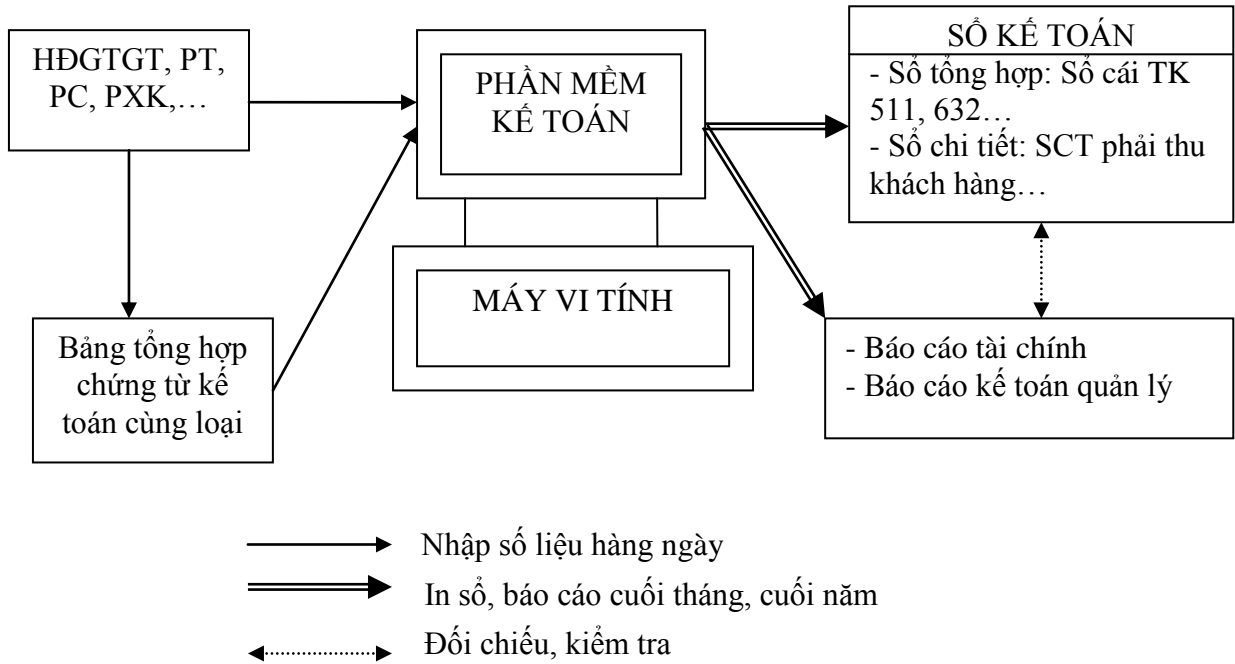 HĐGTGT, PT,
PC, PXK,…
Bảng tổng hợp
chứng từ kế
toán cùng loại
PHẦN MỀM
KẾ TOÁN
MÁY VI TÍNH
SỔ KẾ TOÁN
- Sổ tổng hợp: Sổ cái TK
511, 632…
- Sổ chi tiết: SCT phải thu
khách hàng…
- Báo cáo tài chính
- Báo cáo kế toán quản lý
Nhập số liệu hàng ngày
In sổ, báo cáo cuối tháng, cuối năm
Đối chiếu, kiểm tra